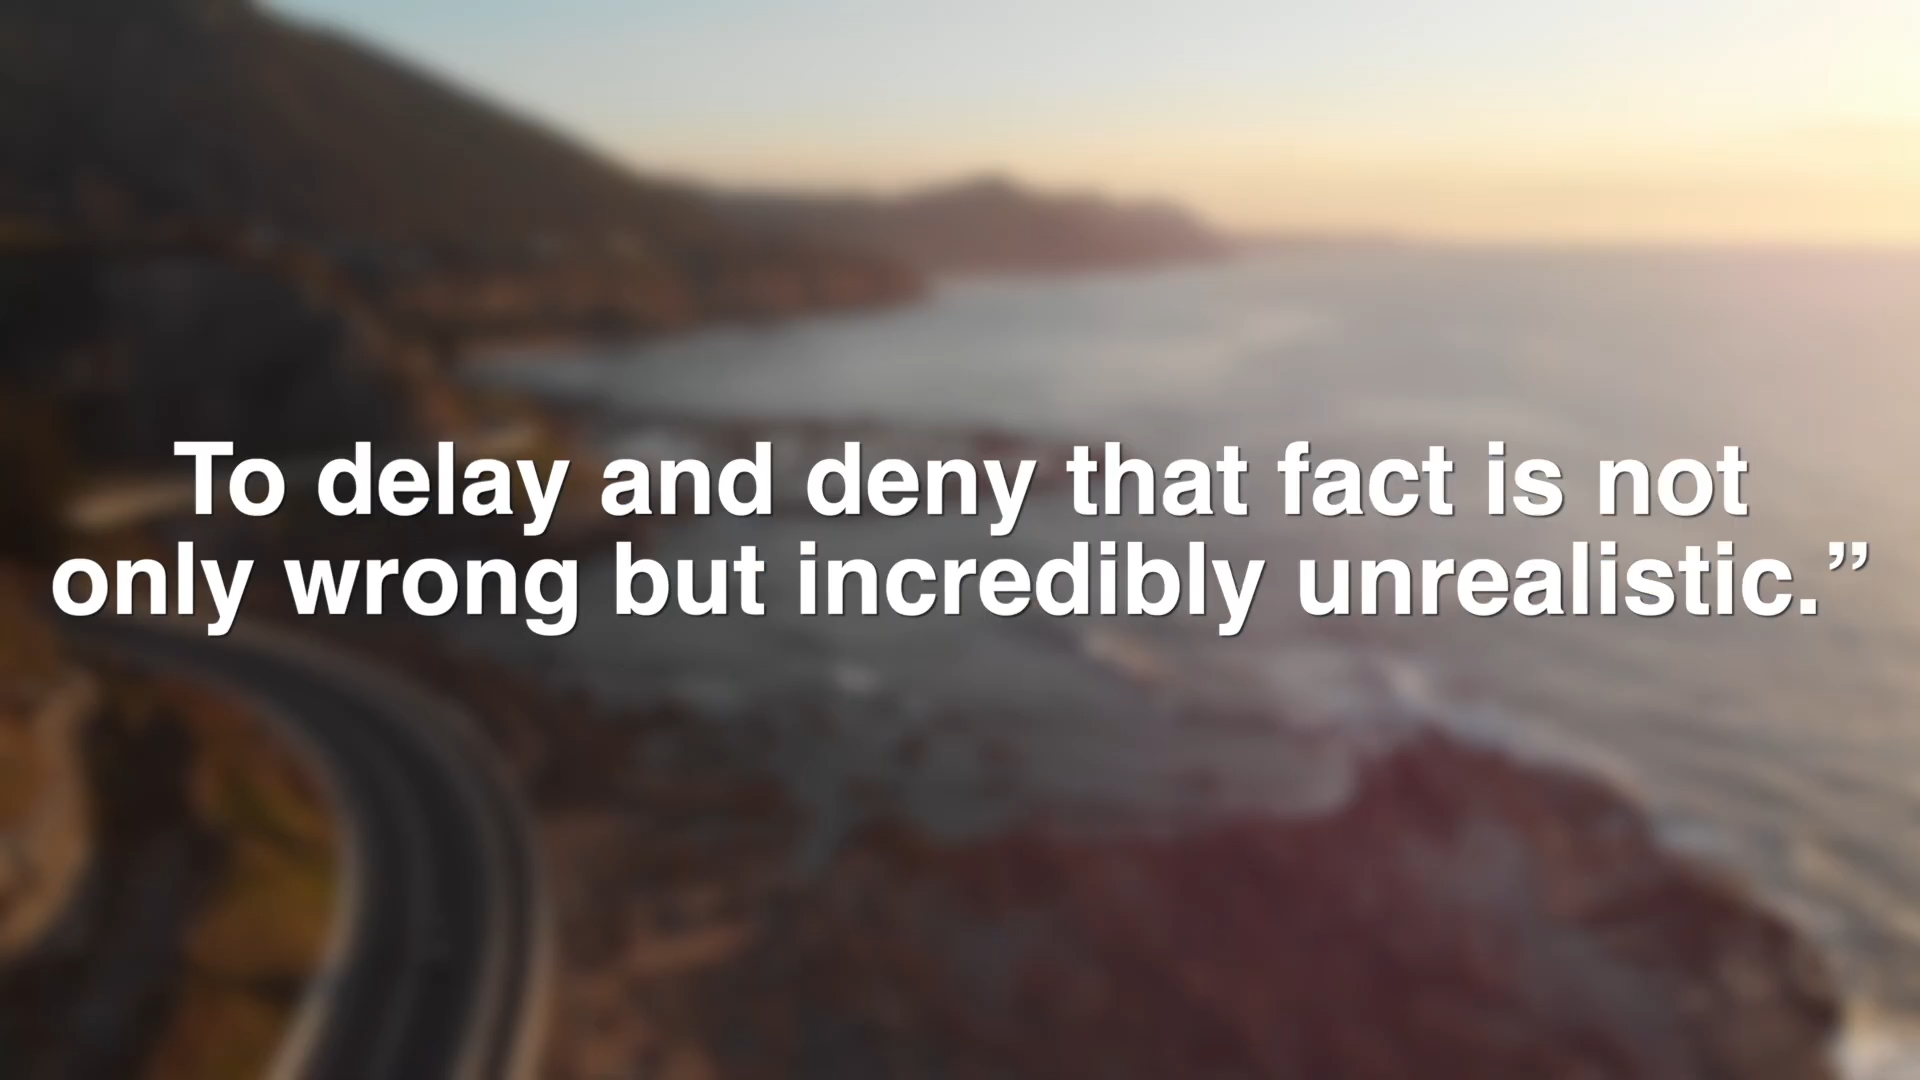 To delay and deny that fact is not
only wrong but incredibly unrealistic.”